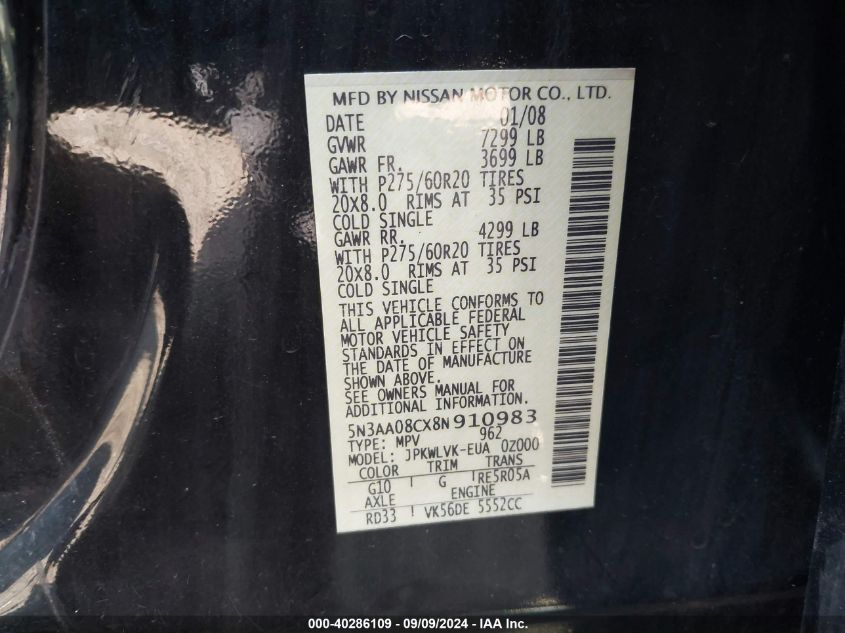 MFD BY NISSAN MOTOR CO., LTD.
DATE 01/08
GVWR 7299 LB
GAWR FR. 3699 LB
WITH P275/60R20 TIRES
20X8.0 RIMS AT 35 PSI
COLD SINGLE
GAWR RR. 4299 LB
WITH P275/60R20 TIRES
20X8.0 RIMS AT 35 PSI
COLD SINGLE
THIS VEHICLE CONFORMS TO
ALL APPLICABLE FEDERAL
MOTOR VEHICLE SAFETY
STANDARDS IN EFFECT ON
THE DATE OF MANUFACTURE
SHOWN ABOVE.
SEE OWNERS MANUAL FOR
ADDITIONAL INFORMATION.
5N3AA08CX8N910983
TYPE: MPV 962
MODEL: JPKWLVK-EUA 0Z000
COLOR TRIM TRANS
G10 G RE5R05A
AXLE ENGINE
RD33 VK56DE 5552CC
000-40286109 - 09/09/2024 - IAA Inc.